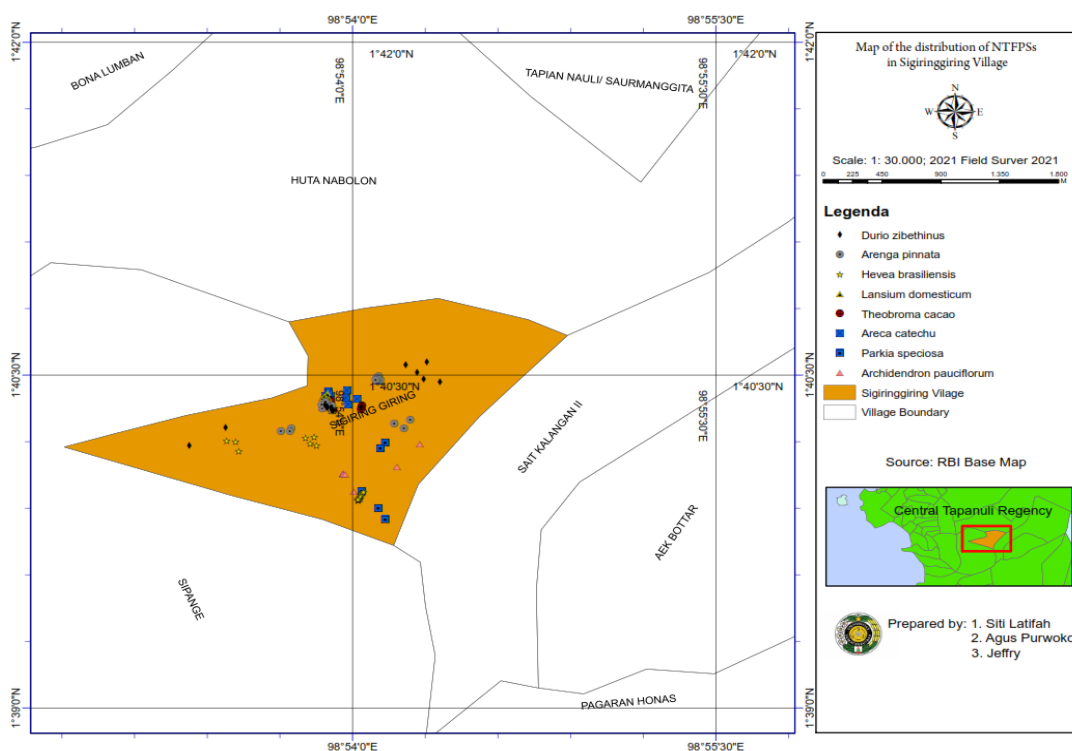 98°54'0"E
98°55'30"E
1°42'0"N
1°42'0"N
1°42'0"N
1°42'0"N
98°54'0"E
98°55'30"E
BONA LUMBAN
TAPIAN NAULI/ SAURMANGGITA
HUTA NABOLON
1°40'30"N
1°40'30"N
1°40'30"N
1°40'30"N
98°54'0"E
98°55'30"E
SIGIRING GIRING
SAIT KALANGAN II
AEK BOTTAR
SIPANGE
PAGARAN HONAS
1°39'0"N
1°39'0"N
98°54'0"E
98°55'30"E
Map of the distribution of NTFPSs
in Sigiringgiring Village
N
W E
S
Scale: 1: 30.000; 2021 Field Surver 2021
0 225 450 900 1.350 1.800
M
Legenda
Durio zibethinus
Arenga pinnata
Hevea brasiliensis
Lansium domesticum
Theobroma cacao
Areca catechu
Parkia speciosa
Archidendron pauciflorum
Sigiringgiring Village
Village Boundary
Source: RBI Base Map
Central Tapanuli Regency
Prepared by: 1. Siti Latifah
2. Agus Purwoko
3. Jeffry